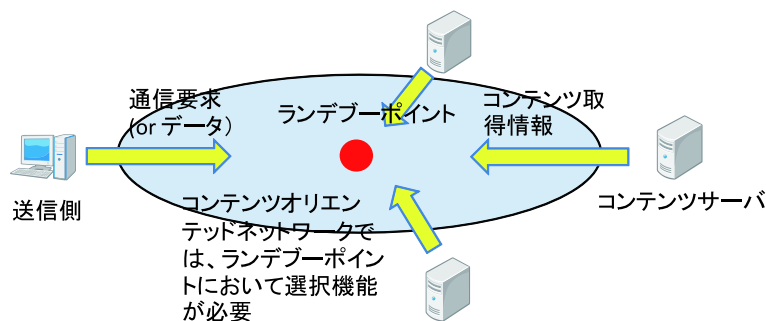 通信要求
(or データ）
ランデブーポイント
コンテンツ取
得情報
送信側
コンテンツサーバ
コンテンツオリエン
テッドネットワークで
は、ランデブーポイン
トにおいて選択機能
が必要